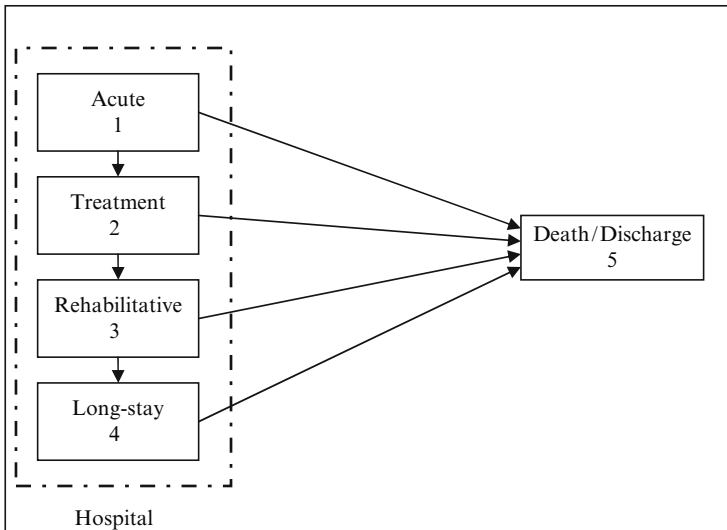 Acute
1
Treatment
2
Rehabilitative
3
Long-stay
4
Hospital
Death/Discharge
5